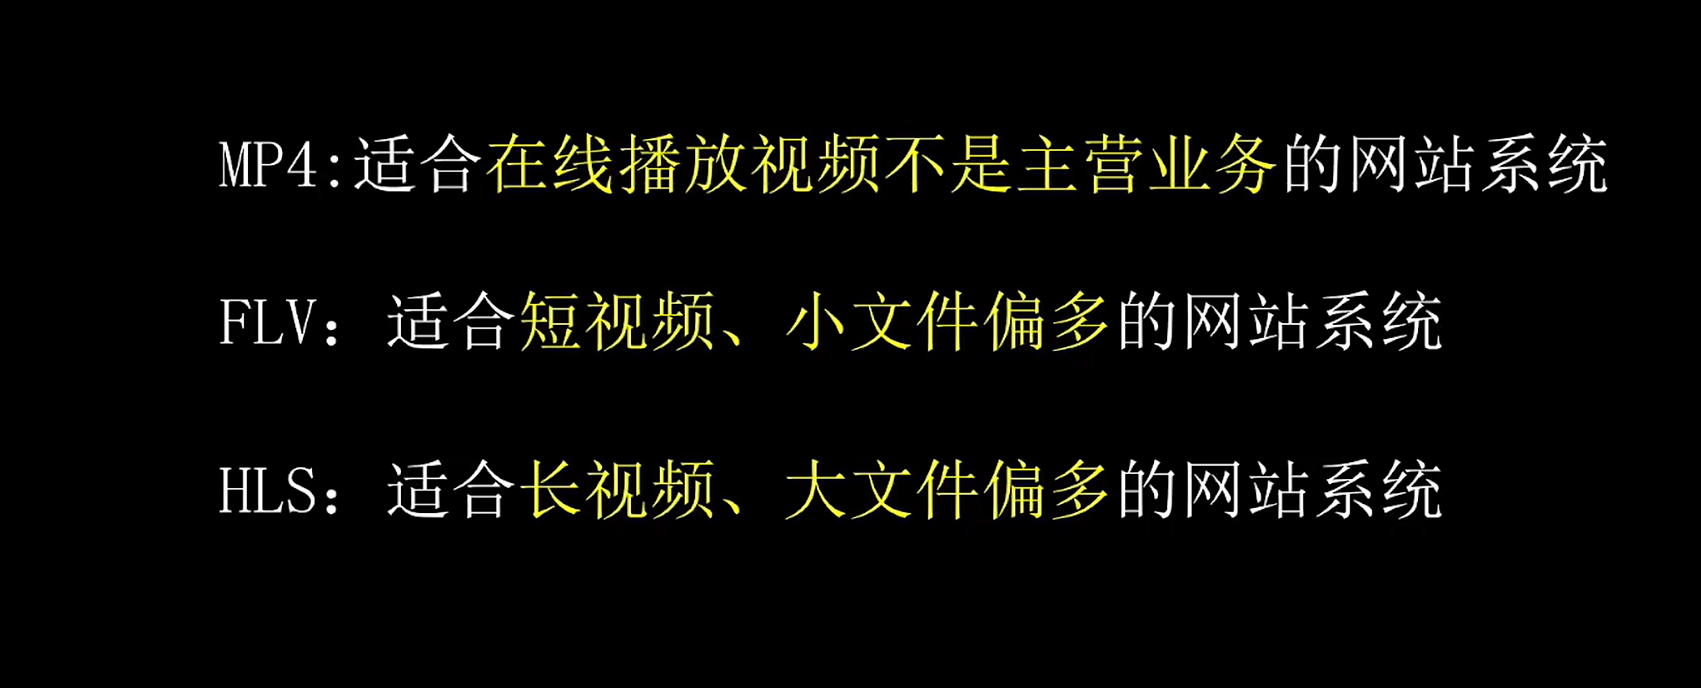 MP4:适合在线播放视频不是主营业务的网站系统
FLV：适合短视频、小文件偏多的网站系统
HLS：适合长视频、大文件偏多的网站系统